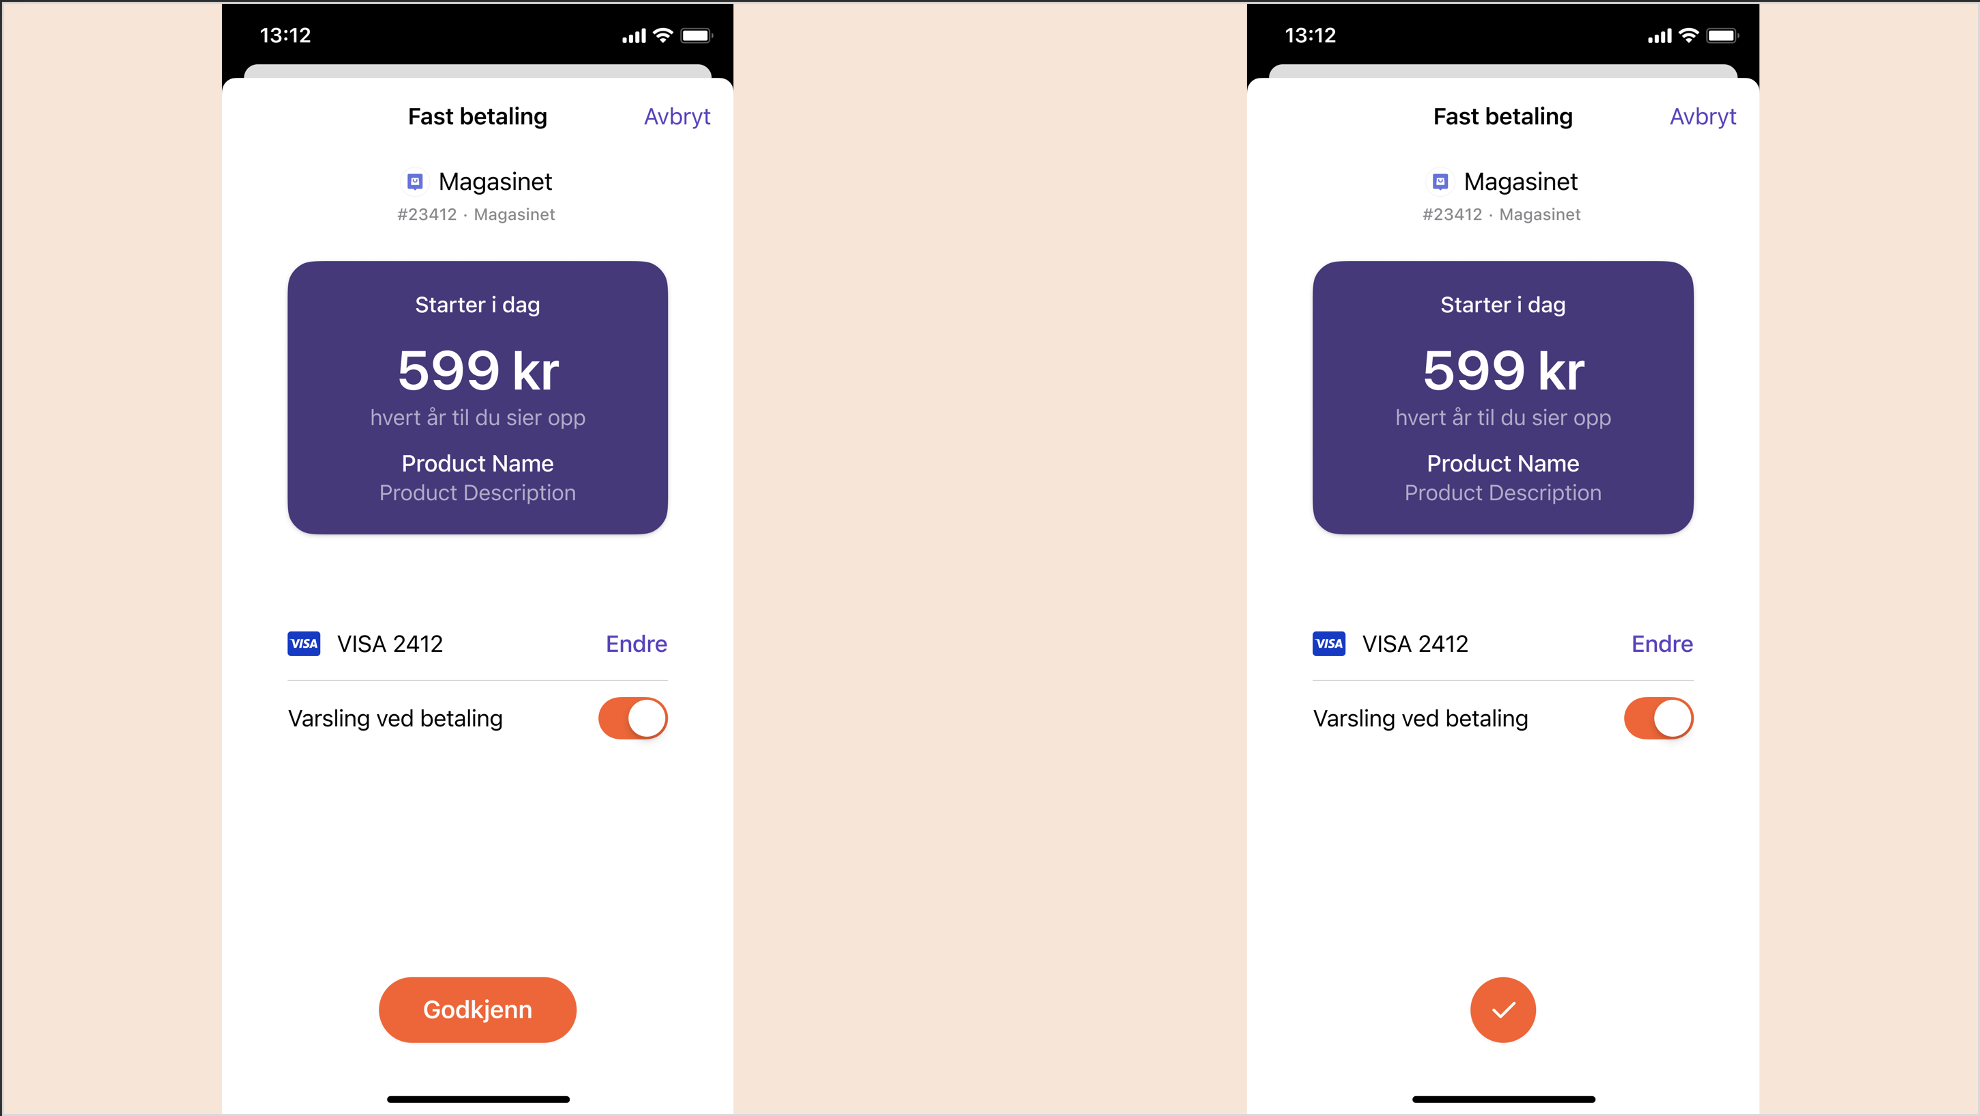 13:12
Fast betaling
Avbryt
Magasinet
#23412 · Magasinet
Starter i dag
599 kr
hvert år til du sier opp
Product Name
Product Description
VISA VISA 2412
Endre
Varsling ved betaling
Godkjenn
13:12
Fast betaling
Avbryt
Magasinet
#23412 · Magasinet
Starter i dag
599 kr
hvert år til du sier opp
Product Name
Product Description
VISA VISA 2412
Endre
Varsling ved betaling